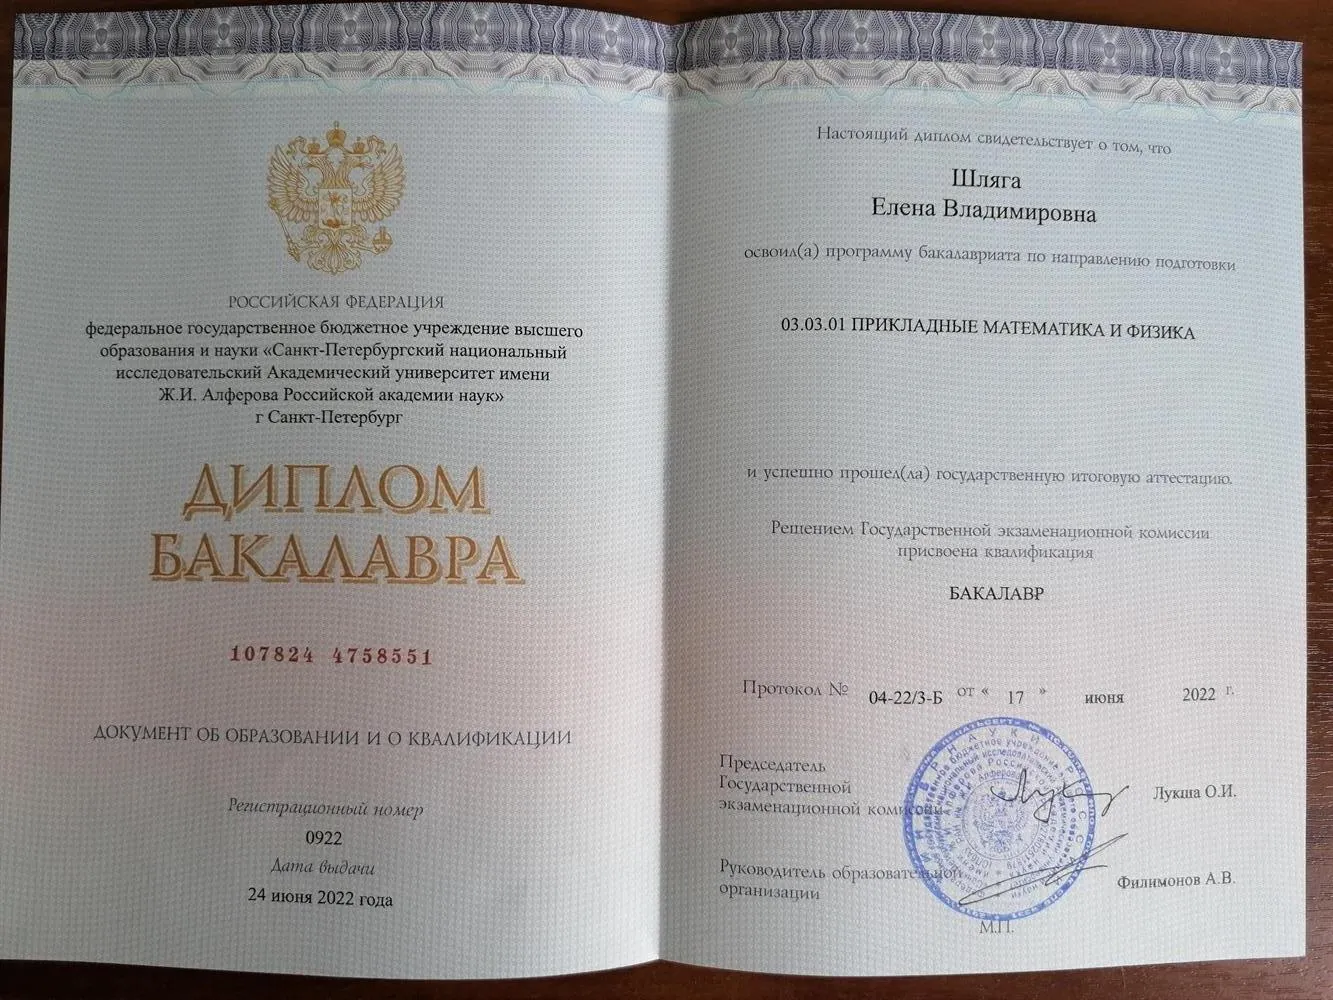 РОССИЙСКАЯ ФЕДЕРАЦИЯ
федеральное государственное бюджетное учреждение высшего
образования и науки «Санкт-Петербургский национальный
исследовательский Академический университет имени
Ж.И. Алферова Российской академии наук»
г Санкт-Петербург
ДИПЛОМ
БАКАЛАВРА
107824 4758551
ДОКУМЕНТ ОБ ОБРАЗОВАНИИ И О КВАЛИФИКАЦИИ
Регистрационный номер
0922
Дата выдачи
24 июня 2022 года
Настоящий диплом свидетельствует о том, что
Шляга
Елена Владимировна
освоил(а) программу бакалавриата по направлению подготовки
03.03.01 ПРИКЛАДНЫЕ МАТЕМАТИКА И ФИЗИКА
и успешно прошел(ла) государственную итоговую аттестацию.
Решением Государственной экзаменационной комиссии
присвоена квалификация
БАКАЛАВР
Протокол № 04-22/3-Б от « 17 » июня 2022 г.
Председатель
Государственной
экзаменационной комиссии
Лукша О.И.
Руководитель образовательной
организации
Филимонов А.В.
М.П.